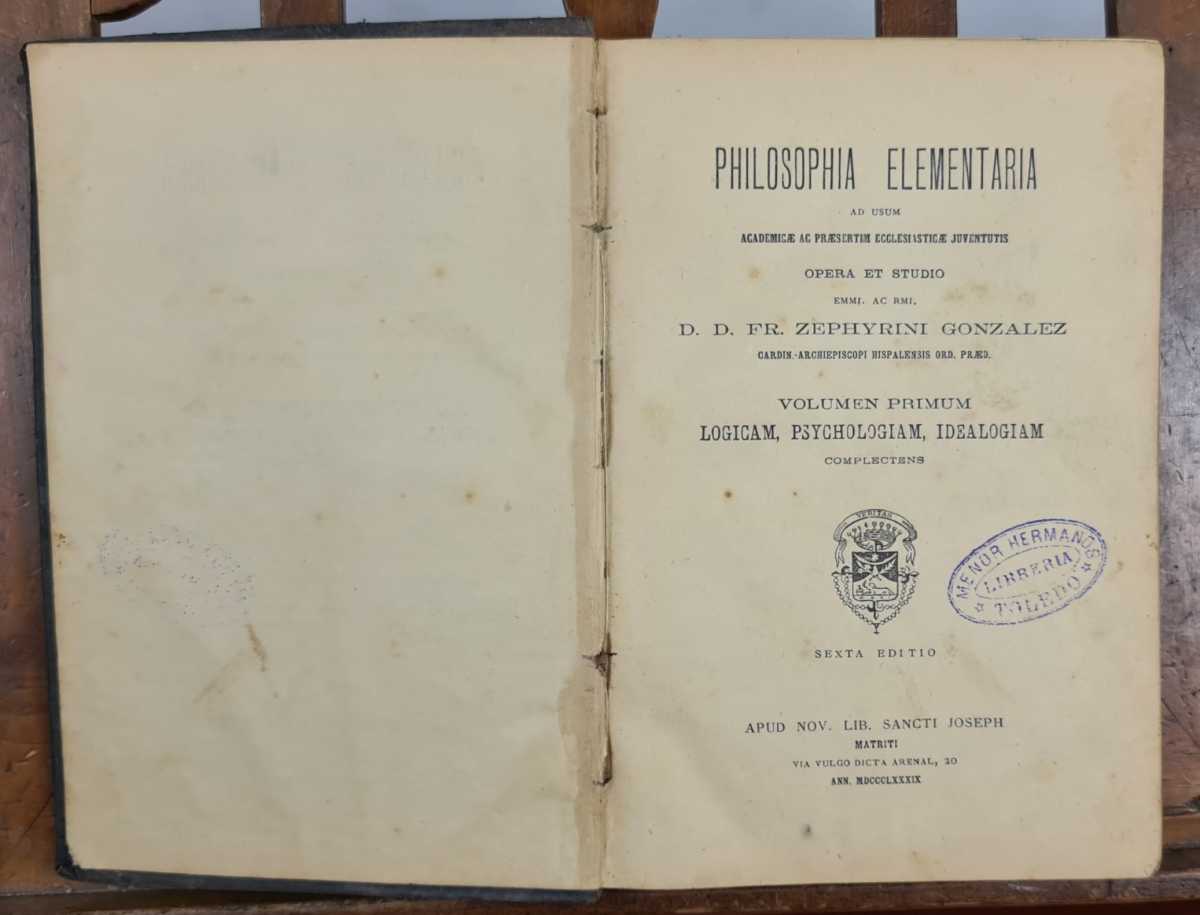 PHILOSOPHIA ELEMENTARIA
AD USUM
ACADEMICÆ AC PRÆSERTIM ECCLESIASTICÆ JUVENTUTIS
OPERA ET STUDIO
EMMI. AC RMI.
D. D. FR. ZEPHYRINI GONZALEZ
CARDIN.-ARCHIEPISCOPI HISPALENSIS ORD. PRÆD.
VOLUMEN PRIMUM
LOGICAM, PSYCHOLOGIAM, IDEALOGIAM
COMPLECTENS
VERITAS
MENOR HERMANOS
LIBRERIA
TOLEDO
SEXTA EDITIO
APUD NOV. LIB. SANCTI JOSEPH
MATRITI
VIA VULGO DICTA ARENAL, 20
ANN. MDCCCLXXXIX